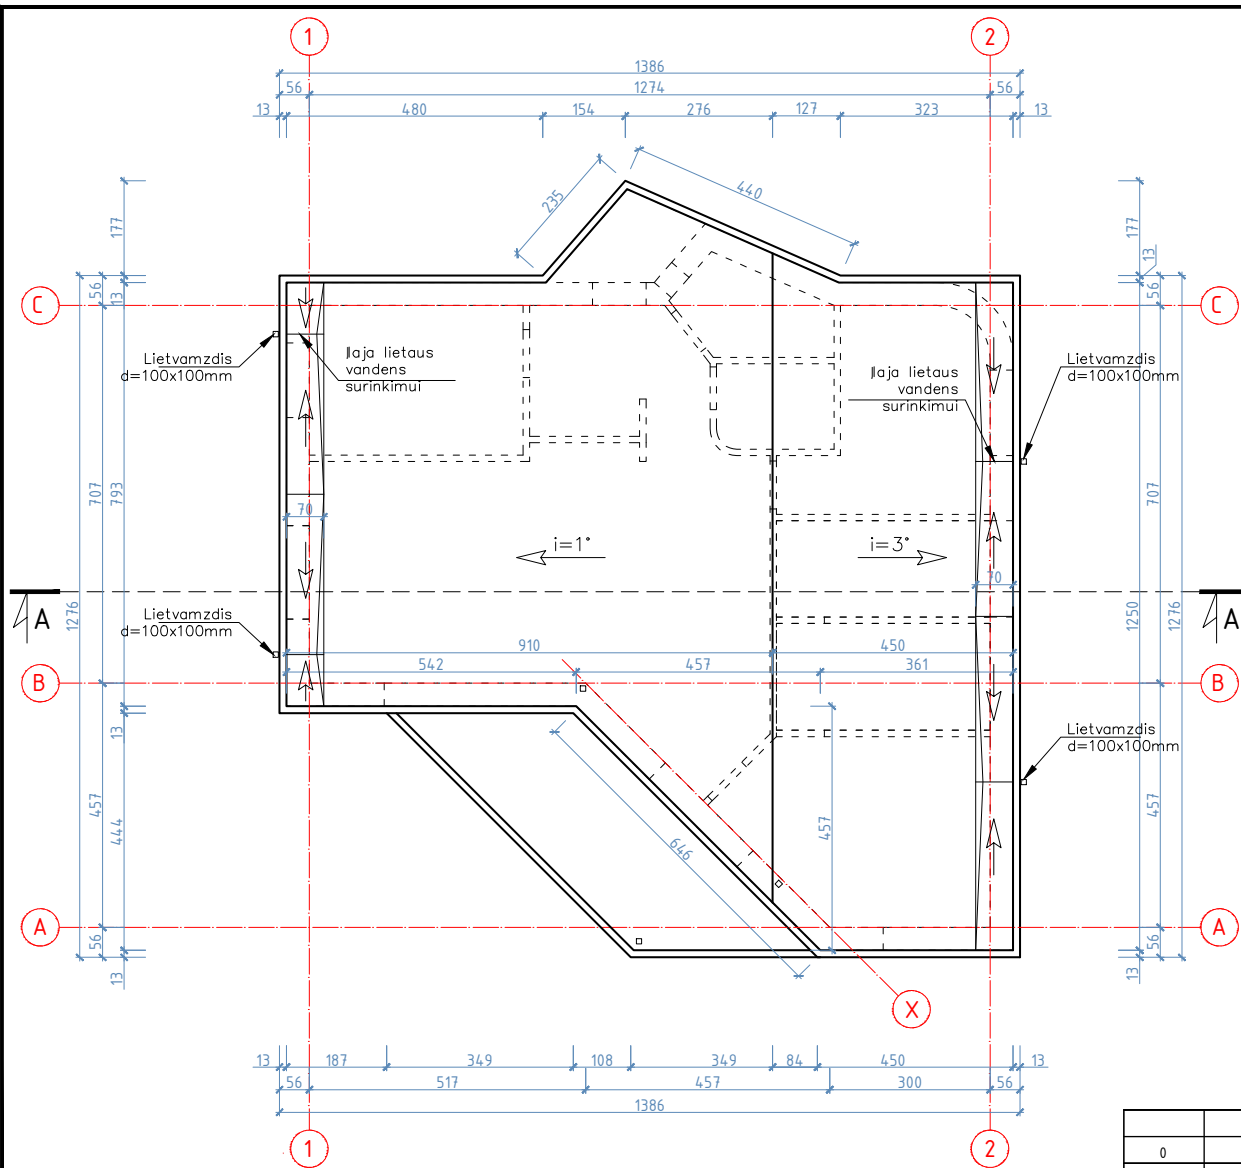 1
2
1386
56
1274
56
13
480
154
276
127
323
13
235
440
177
177
13
56
13
56
C
C
Lietvamzdis
d=100x100mm
Įlaja lietaus
vandens
surinkimui
Įlaja lietaus
vandens
surinkimui
Lietvamzdis
d=100x100mm
707
793
707
70
i=1°
i=3°
70
A
A
1276
1250
1276
Lietvamzdis
d=100x100mm
910
450
542
457
361
B
B
13
Lietvamzdis
d=100x100mm
457
444
457
457
646
A
A
56
56
13
13
X
13
187
349
108
349
84
450
13
56
517
457
300
56
1386
1
2
0